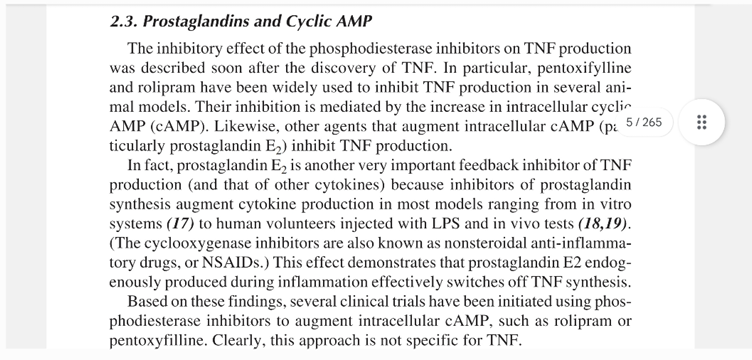 2.3. Prostaglandins and Cyclic AMP
The inhibitory effect of the phosphodiesterase inhibitors on TNF production
was described soon after the discovery of TNF. In particular, pentoxifylline
and rolipram have been widely used to inhibit TNF production in several ani-
mal models. Their inhibition is mediated by the increase in intracellular cyclic
AMP (cAMP). Likewise, other agents that augment intracellular cAMP (pa
5 / 265
ticularly prostaglandin E₂) inhibit TNF production.
In fact, prostaglandin E₂ is another very important feedback inhibitor of TNF
production (and that of other cytokines) because inhibitors of prostaglandin
synthesis augment cytokine production in most models ranging from in vitro
systems (17) to human volunteers injected with LPS and in vivo tests (18,19).
(The cyclooxygenase inhibitors are also known as nonsteroidal anti-inflamma-
tory drugs, or NSAIDs.) This effect demonstrates that prostaglandin E2 endog-
enously produced during inflammation effectively switches off TNF synthesis.
Based on these findings, several clinical trials have been initiated using phos-
phodiesterase inhibitors to augment intracellular cAMP, such as rolipram or
pentoxyfilline. Clearly, this approach is not specific for TNF.